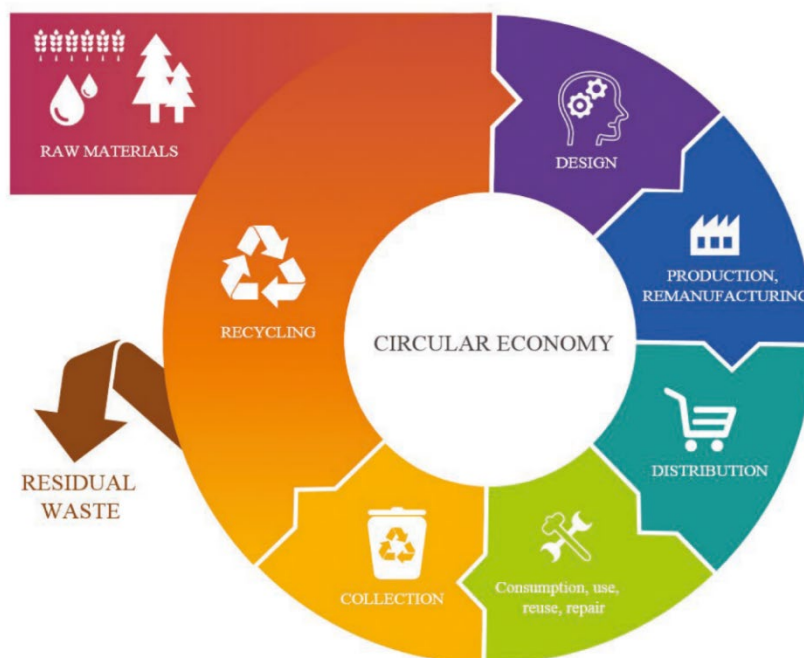 RAW MATERIALS
DESIGN
PRODUCTION,
REMANUFACTURING
RECYCLING
CIRCULAR ECONOMY
DISTRIBUTION
RESIDUAL
WASTE
COLLECTION
Consumption, use,
reuse, repair